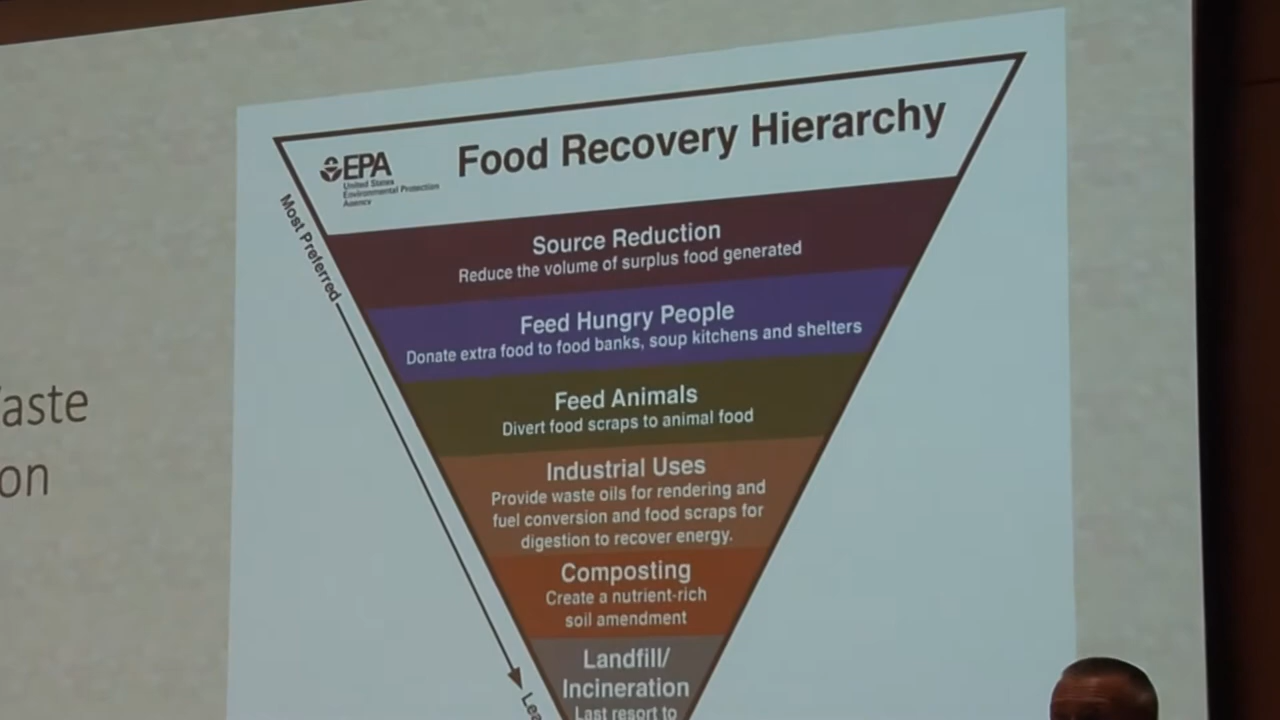 EPA
United States
Environmental Protection
Agency
Food Recovery Hierarchy
Most Preferred
Source Reduction
Reduce the volume of surplus food generated
Feed Hungry People
Donate extra food to food banks, soup kitchens and shelters
Feed Animals
Divert food scraps to animal food
Industrial Uses
Provide waste oils for rendering and
fuel conversion and food scraps for
digestion to recover energy.
Composting
Create a nutrient-rich
soil amendment
Landfill/
Incineration
Last resort to